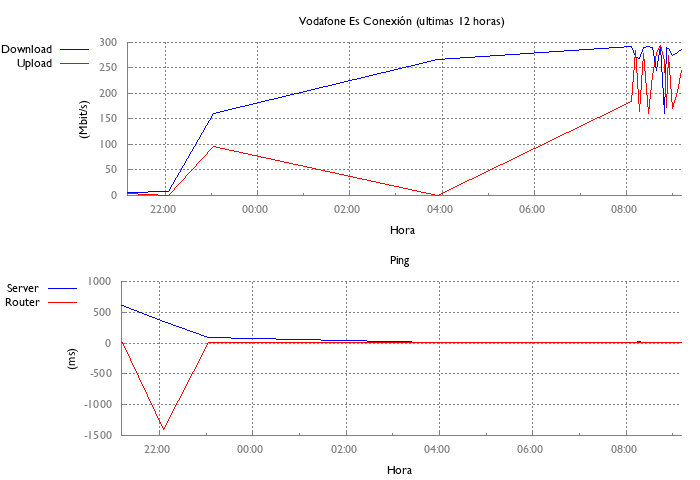 Vodafone Es Conexión (ultimas 12 horas)
Download
Upload
300
250
200
150
100
50
0
(Mbit/s)
22:00 00:00 02:00 04:00 06:00 08:00
Hora
Ping
Server
Router
1000
500
0
-500
-1000
-1500
(ms)
22:00 00:00 02:00 04:00 06:00 08:00
Hora